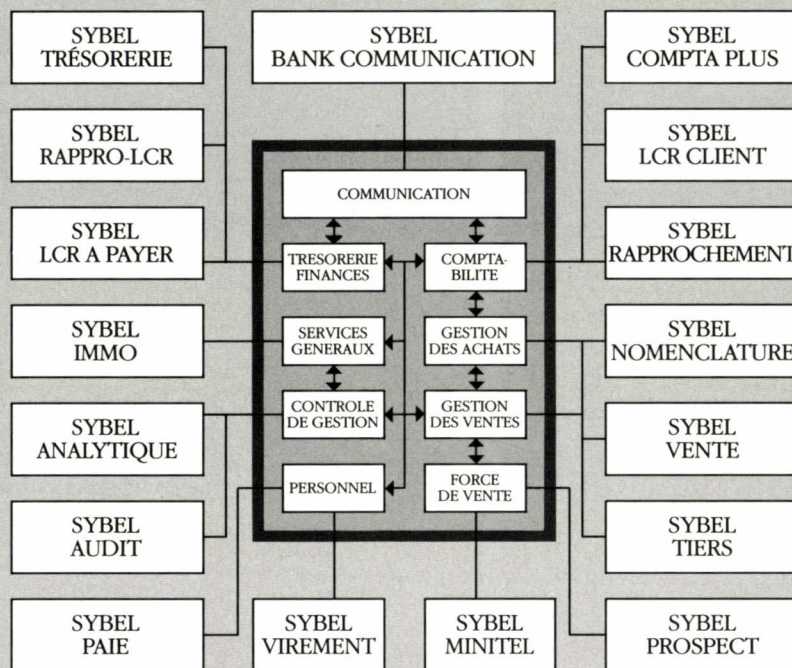 SYBEL
TRÉSORERIE
SYBEL
BANK COMMUNICATION
SYBEL
COMPTA PLUS
SYBEL
RAPPRO-LCR
SYBEL
LCR CLIENT
COMMUNICATION
SYBEL
LCR A PAYER
TRESORERIE
FINANCES
COMPTA-
BILITE
SYBEL
RAPPROCHEMENT
SYBEL
IMMO
SERVICES
GENERAUX
GESTION
DES ACHATS
SYBEL
NOMENCLATURE
SYBEL
ANALYTIQUE
CONTROLE
DE GESTION
GESTION
DES VENTES
SYBEL
VENTE
PERSONNEL
FORCE
DE VENTE
SYBEL
AUDIT
SYBEL
TIERS
SYBEL
PAIE
SYBEL
VIREMENT
SYBEL
MINITEL
SYBEL
PROSPECT